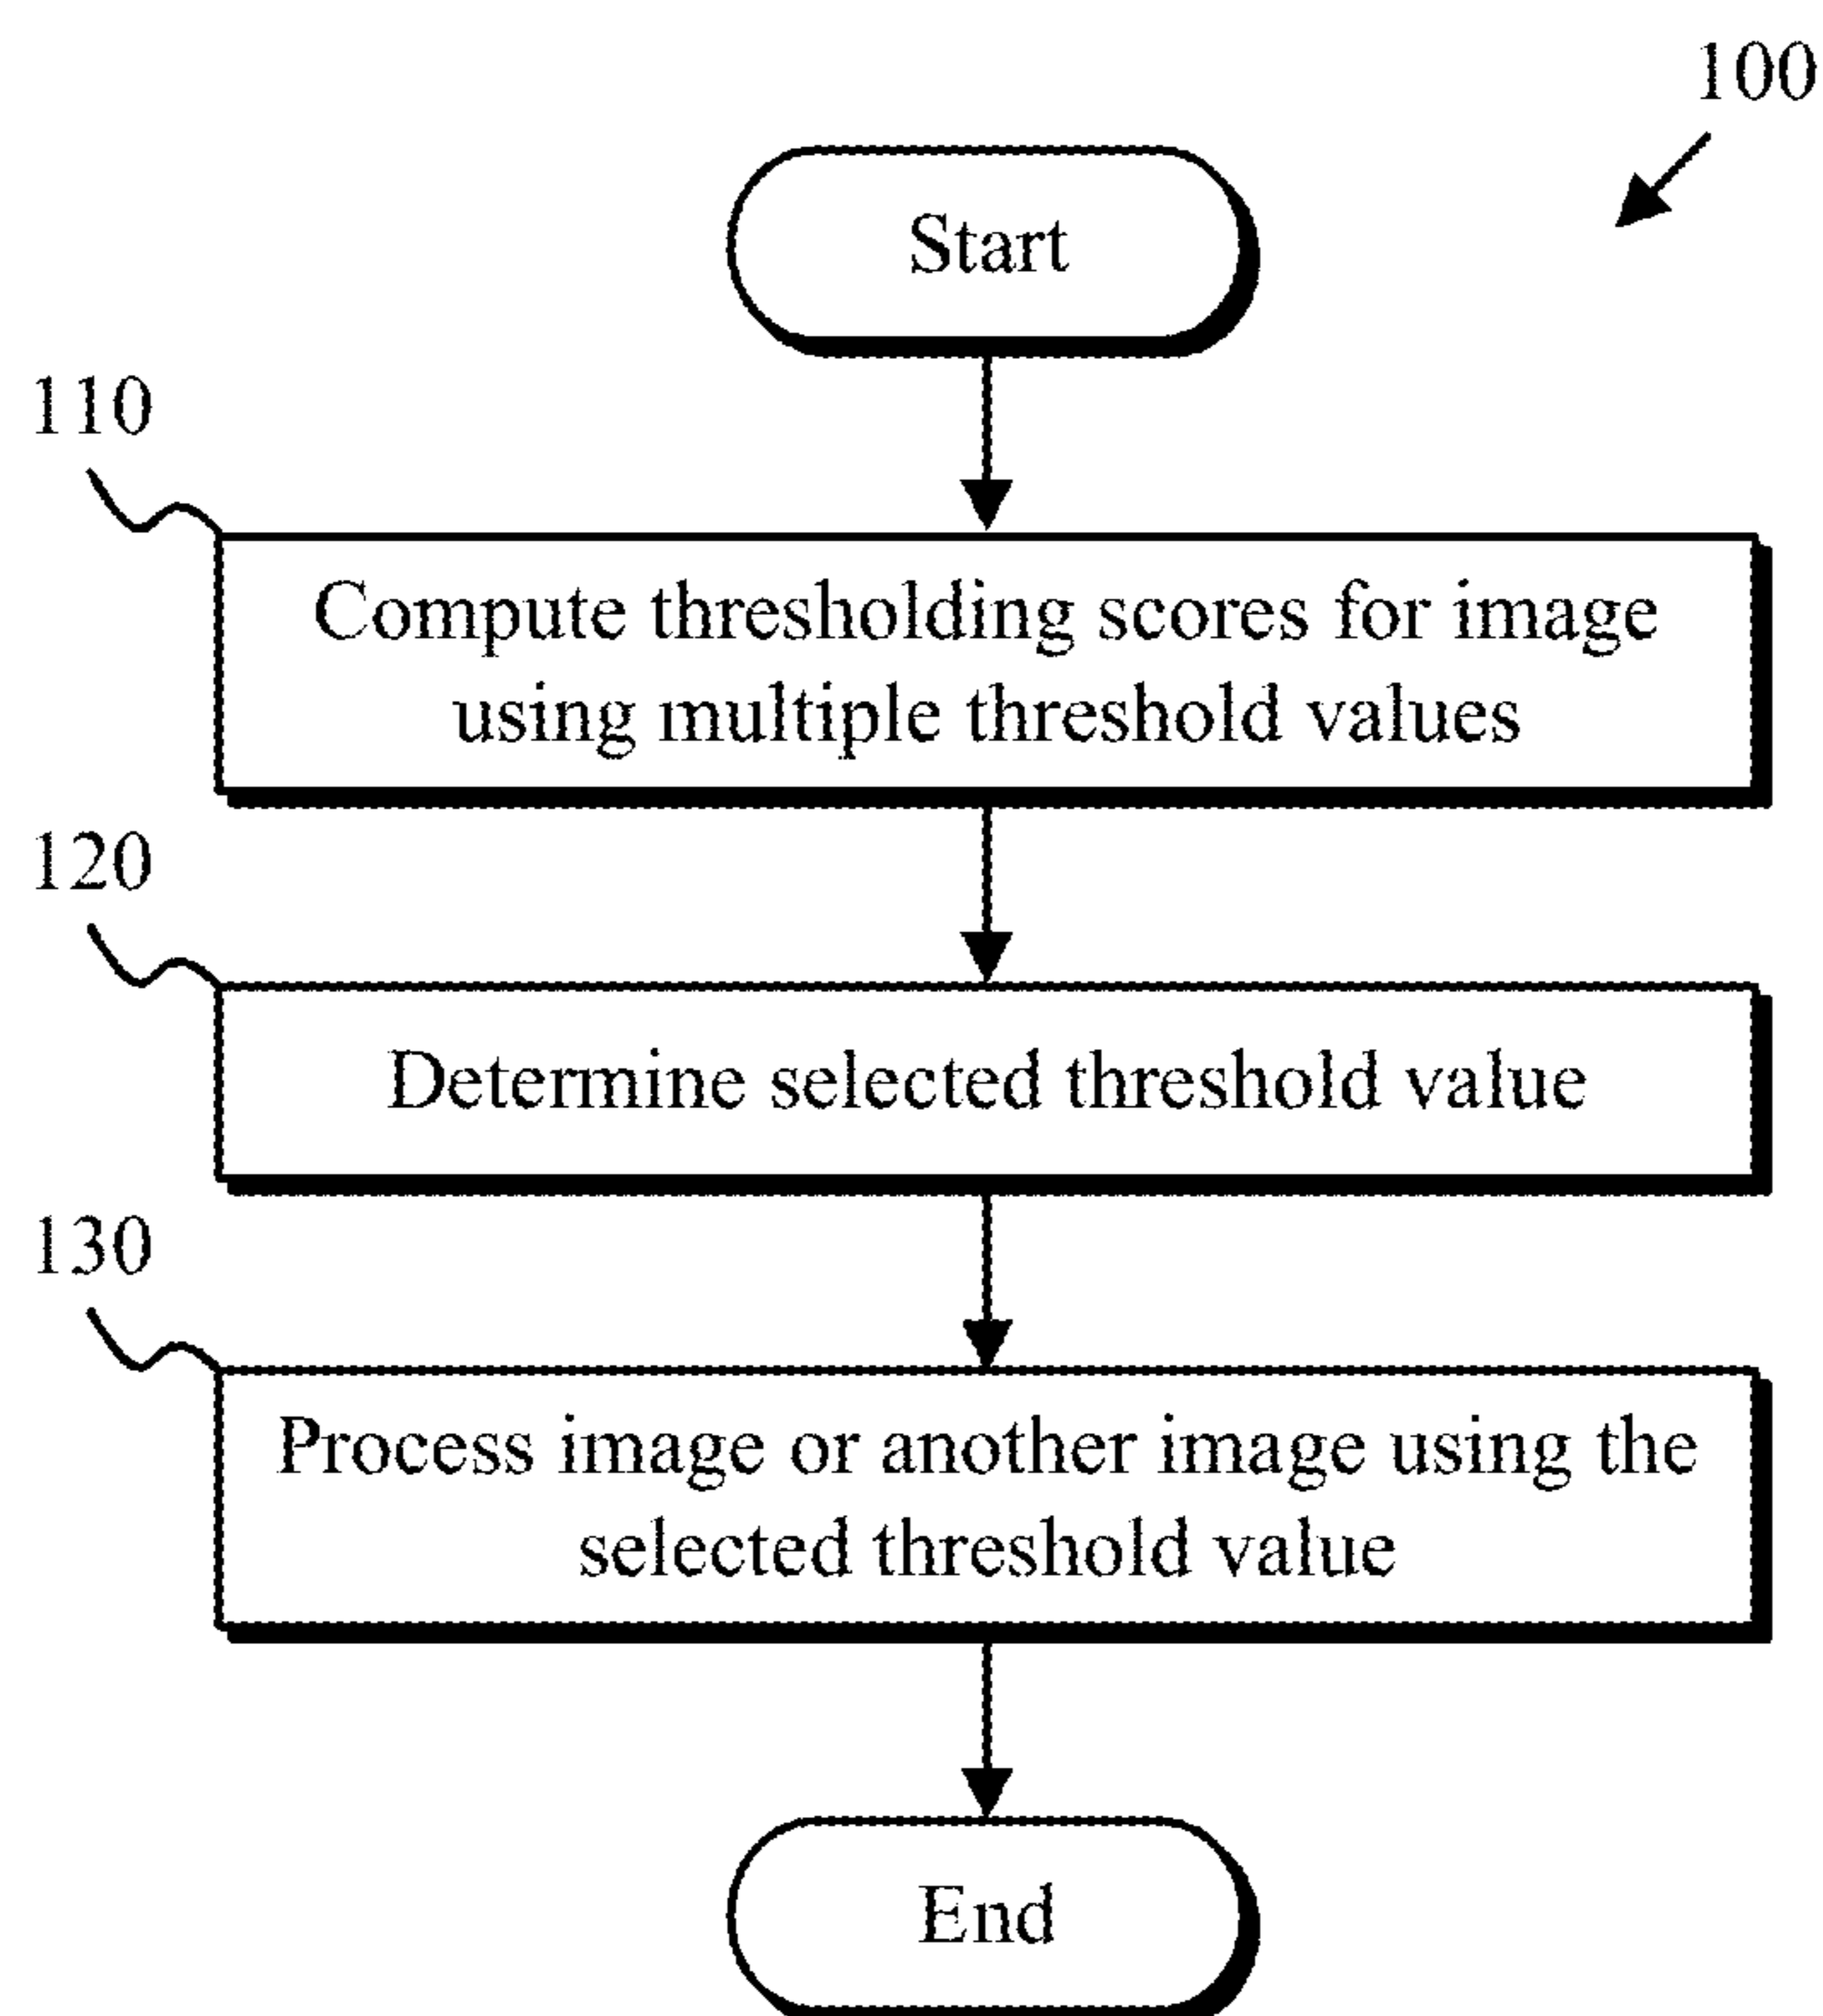 100
Start
110
Compute thresholding scores for image
using multiple threshold values
120
Determine selected threshold value
130
Process image or another image using the
selected threshold value
End